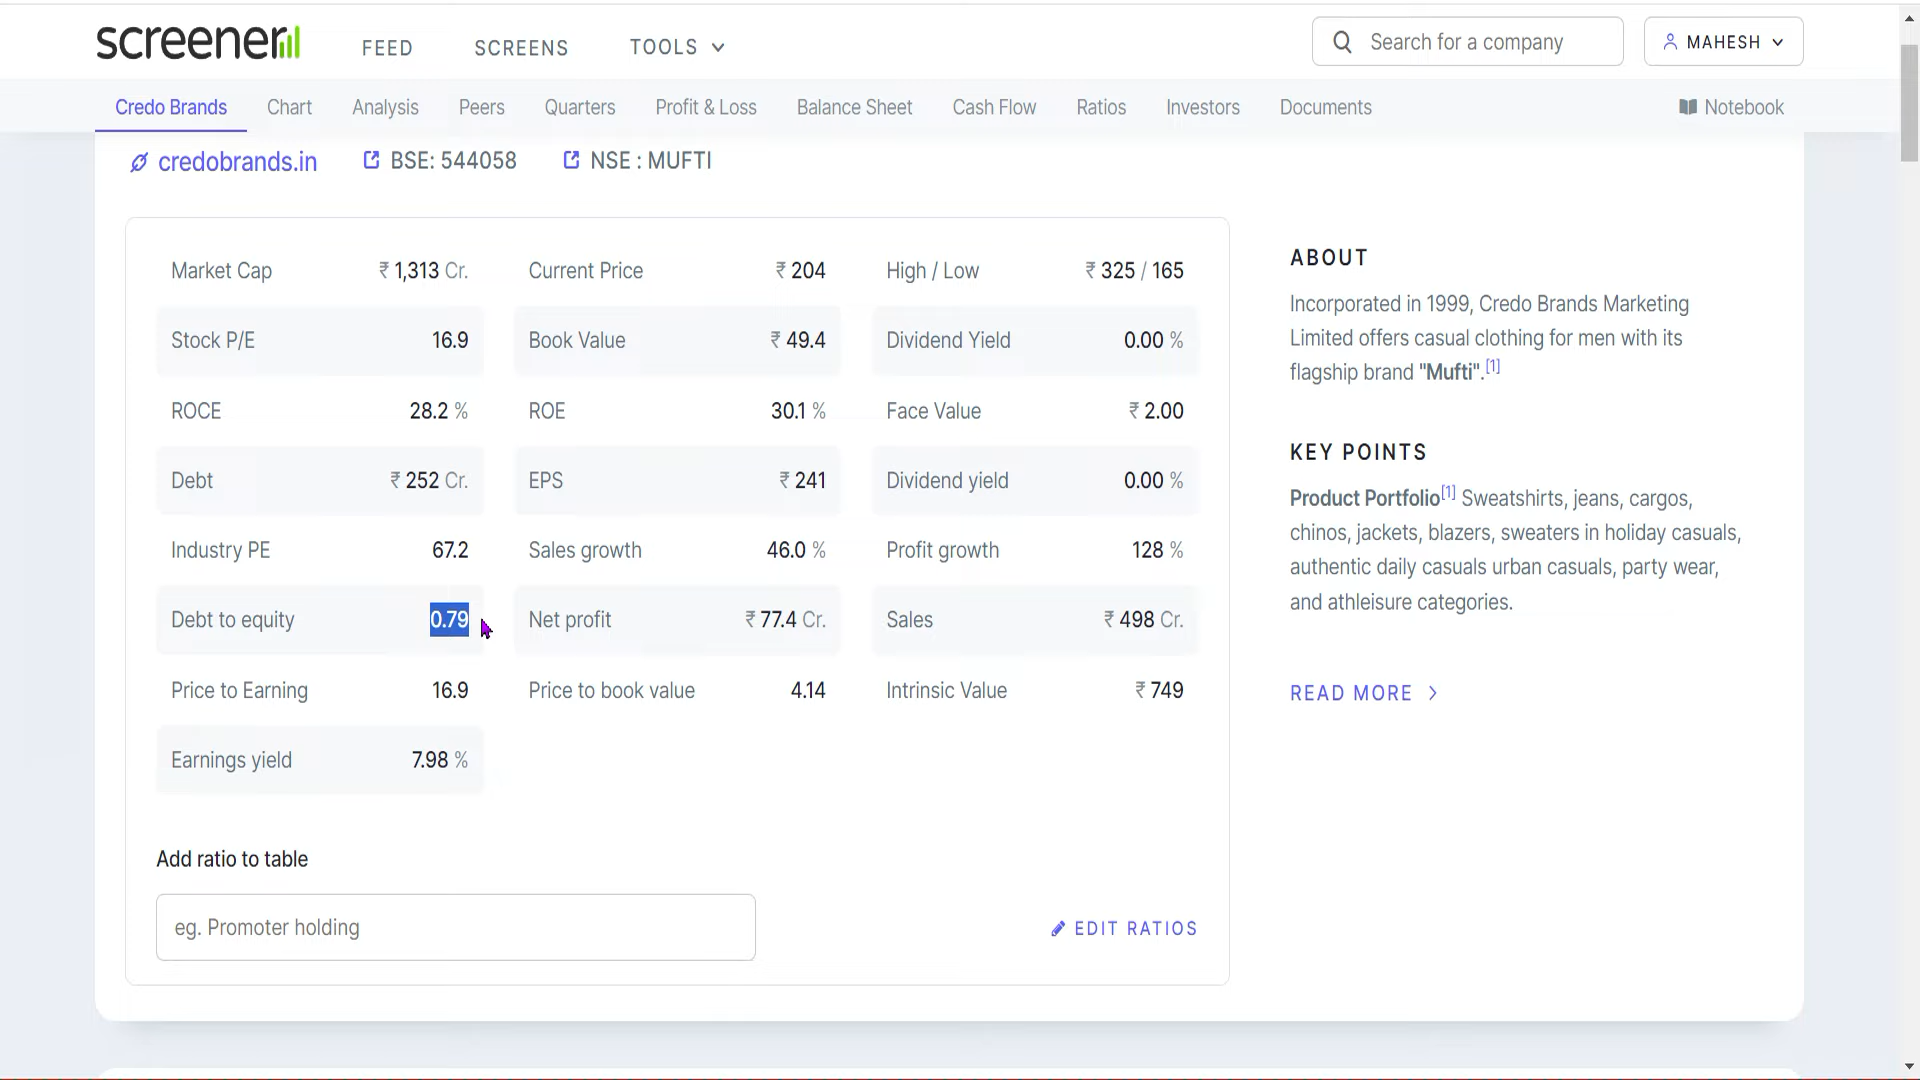 screener
FEED SCREENS TOOLS
Search for a company
MAHESH
Credo Brands Chart Analysis Peers Quarters Profit & Loss Balance Sheet Cash Flow Ratios Investors Documents Notebook
credobrands.in BSE: 544058 NSE : MUFTI
Market Cap ₹ 1,313 Cr. Current Price ₹ 204 High / Low ₹ 325 / 165
Stock P/E 16.9 Book Value ₹ 49.4 Dividend Yield 0.00 %
ROCE 28.2 % ROE 30.1 % Face Value ₹ 2.00
Debt ₹ 252 Cr. EPS ₹ 241 Dividend yield 0.00 %
Industry PE 67.2 Sales growth 46.0 % Profit growth 128 %
Debt to equity 0.79 Net profit ₹ 77.4 Cr. Sales ₹ 498 Cr.
Price to Earning 16.9 Price to book value 4.14 Intrinsic Value ₹ 749
Earnings yield 7.98 %
Add ratio to table
eg. Promoter holding
EDIT RATIOS
ABOUT
Incorporated in 1999, Credo Brands Marketing
Limited offers casual clothing for men with its
flagship brand "Mufti".[1]
KEY POINTS
Product Portfolio[1] Sweatshirts, jeans, cargos,
chinos, jackets, blazers, sweaters in holiday casuals,
authentic daily casuals urban casuals, party wear,
and athleisure categories.
READ MORE